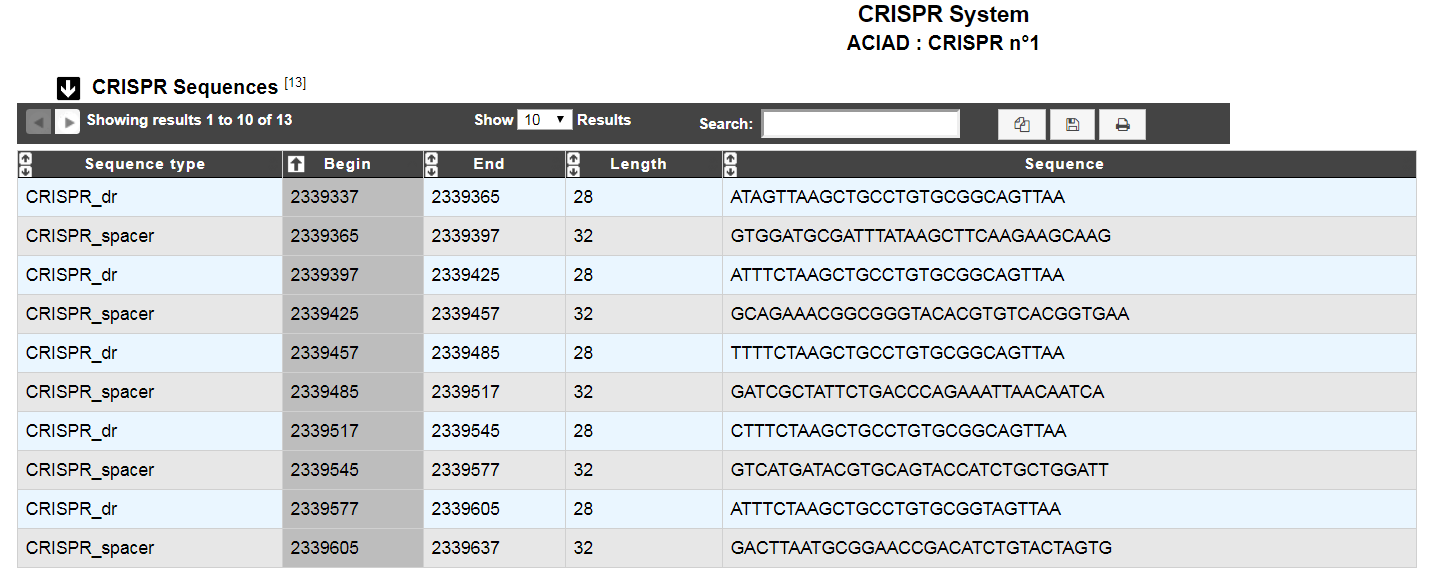 CRISPR System
ACIAD : CRISPR n°1
CRISPR Sequences [13]
Showing results 1 to 10 of 13 Show 10 Results Search:
Sequence type Begin End Length Sequence
CRISPR_dr 2339337 2339365 28 ATAGTTAAGCTGCCTGTGCGGCAGTTAA
CRISPR_spacer 2339365 2339397 32 GTGGATGCGATTTATAAGCTTCAAGAAGCAAG
CRISPR_dr 2339397 2339425 28 ATTTCTAAGCTGCCTGTGCGGCAGTTAA
CRISPR_spacer 2339425 2339457 32 GCAGAAACGGCGGGTACACGTGTCACGGTGAA
CRISPR_dr 2339457 2339485 28 TTTTCTAAGCTGCCTGTGCGGCAGTTAA
CRISPR_spacer 2339485 2339517 32 GATCGCTATTCTGACCCAGAAATTAACAATCA
CRISPR_dr 2339517 2339545 28 CTTTCTAAGCTGCCTGTGCGGCAGTTAA
CRISPR_spacer 2339545 2339577 32 GTCATGATACGTGCAGTACCATCTGCTGGATT
CRISPR_dr 2339577 2339605 28 ATTTCTAAGCTGCCTGTGCGGTAGTTAA
CRISPR_spacer 2339605 2339637 32 GACTTAATGCGGAACCGACATCTGTACTAGTG